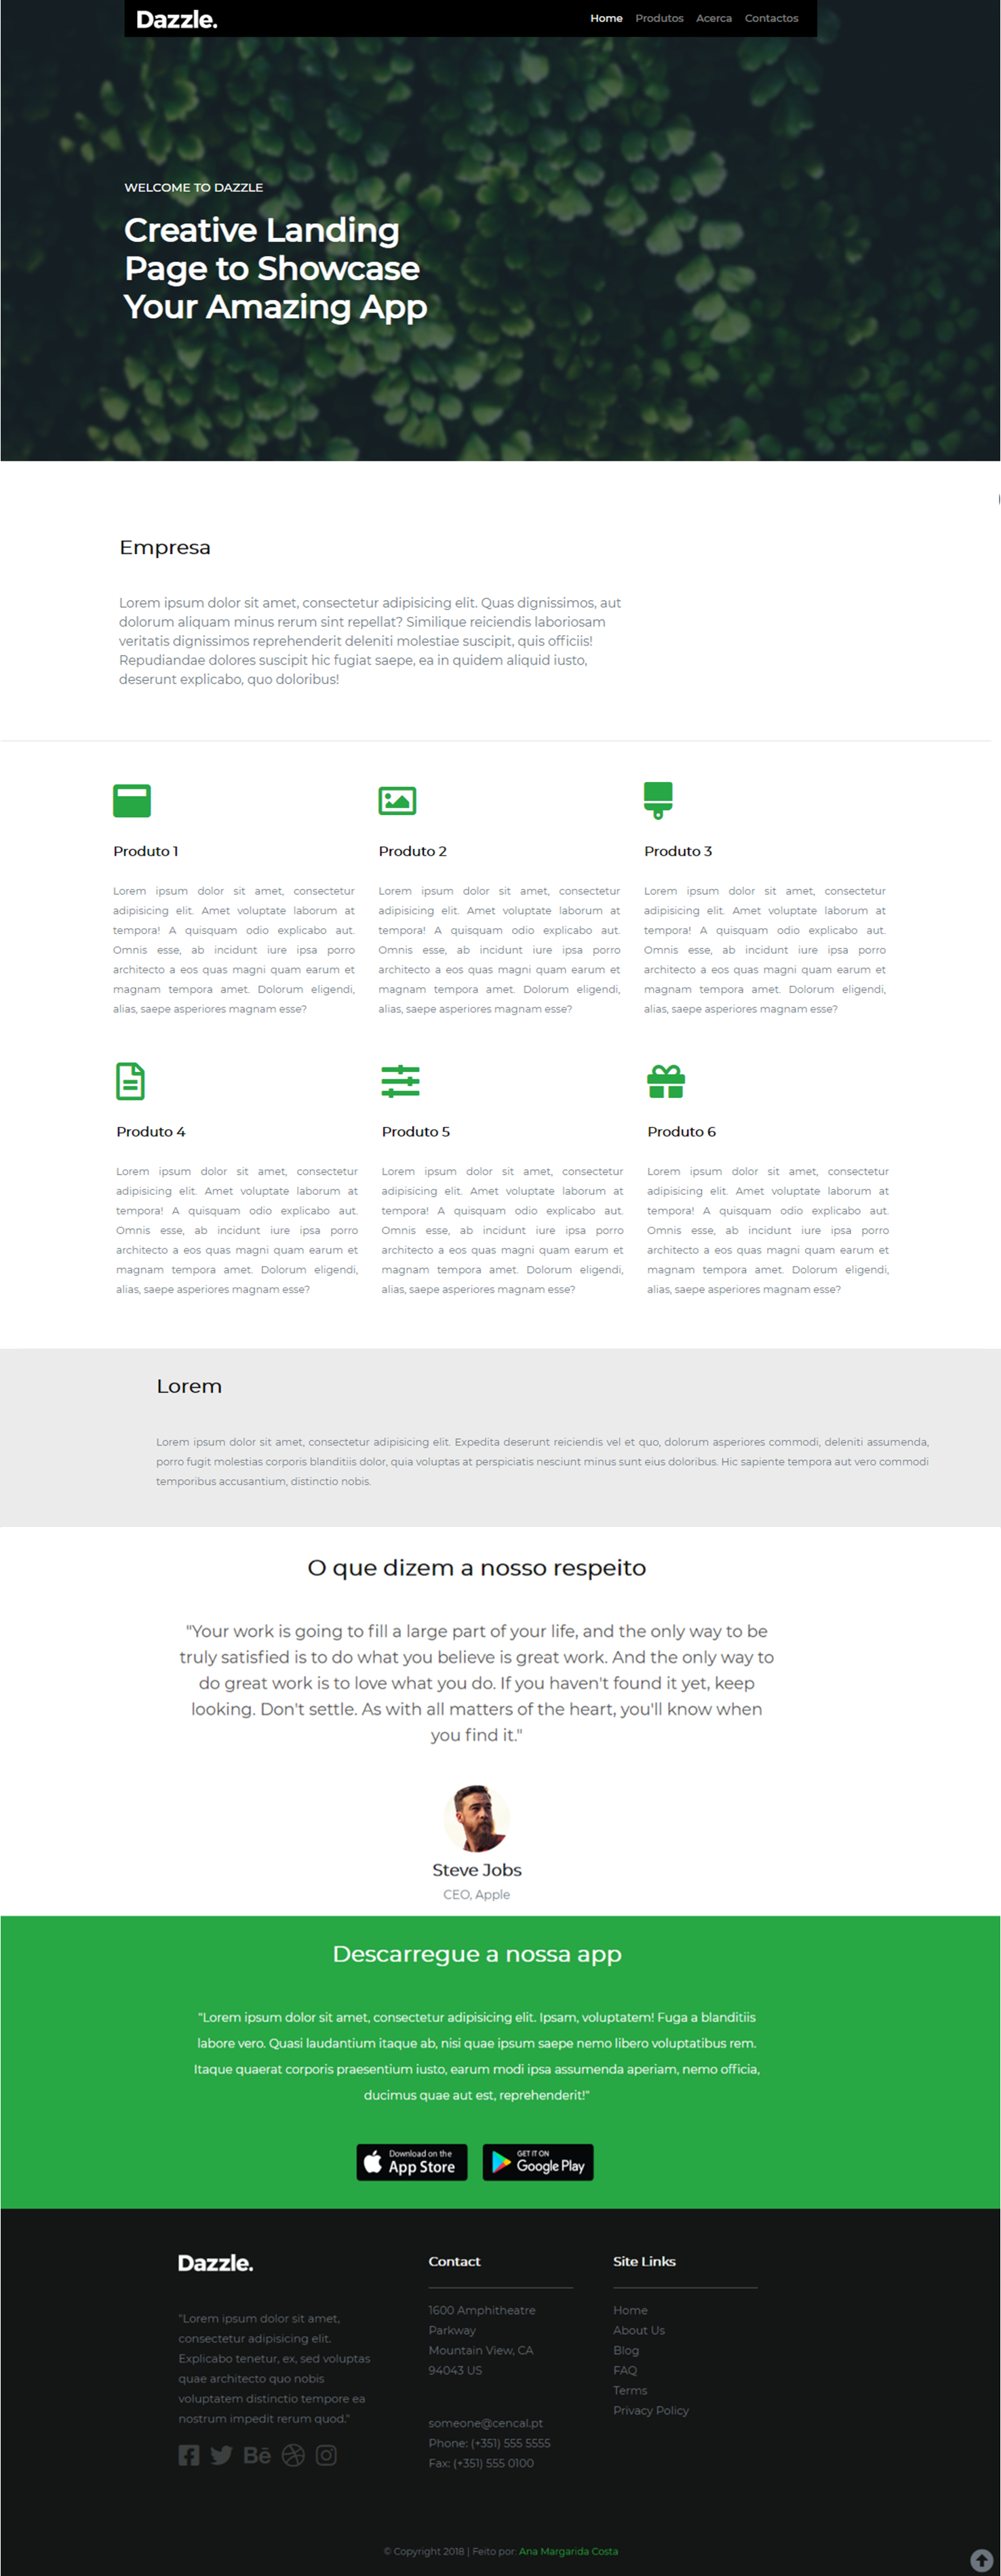 Dazzle.
Home Produtos Acerca Contactos
WELCOME TO DAZZLE
Creative Landing
Page to Showcase
Your Amazing App
Empresa
Lorem ipsum dolor sit amet, consectetur adipisicing elit. Quas dignissimos, aut
dolorum aliquam minus rerum sint repellat? Similique reiciendis laboriosam
veritatis dignissimos reprehenderit deleniti molestiae suscipit, quis officiis!
Repudiandae dolores suscipit hic fugiat saepe, ea in quidem aliquid iusto,
deserunt explicabo, quo doloribus!
Produto 1
Lorem ipsum dolor sit amet, consectetur
adipisicing elit. Amet voluptate laborum at
tempora! A quisquam odio explicabo aut.
Omnis esse, ab incidunt iure ipsa porro
architecto a eos quas magni quam earum et
magnam tempora amet. Dolorum eligendi,
alias, saepe asperiores magnam esse?
Produto 2
Lorem ipsum dolor sit amet, consectetur
adipisicing elit. Amet voluptate laborum at
tempora! A quisquam odio explicabo aut.
Omnis esse, ab incidunt iure ipsa porro
architecto a eos quas magni quam earum et
magnam tempora amet. Dolorum eligendi,
alias, saepe asperiores magnam esse?
Produto 3
Lorem ipsum dolor sit amet, consectetur
adipisicing elit. Amet voluptate laborum at
tempora! A quisquam odio explicabo aut.
Omnis esse, ab incidunt iure ipsa porro
architecto a eos quas magni quam earum et
magnam tempora amet. Dolorum eligendi,
alias, saepe asperiores magnam esse?
Produto 4
Lorem ipsum dolor sit amet, consectetur
adipisicing elit. Amet voluptate laborum at
tempora! A quisquam odio explicabo aut.
Omnis esse, ab incidunt iure ipsa porro
architecto a eos quas magni quam earum et
magnam tempora amet. Dolorum eligendi,
alias, saepe asperiores magnam esse?
Produto 5
Lorem ipsum dolor sit amet, consectetur
adipisicing elit. Amet voluptate laborum at
tempora! A quisquam odio explicabo aut.
Omnis esse, ab incidunt iure ipsa porro
architecto a eos quas magni quam earum et
magnam tempora amet. Dolorum eligendi,
alias, saepe asperiores magnam esse?
Produto 6
Lorem ipsum dolor sit amet, consectetur
adipisicing elit. Amet voluptate laborum at
tempora! A quisquam odio explicabo aut.
Omnis esse, ab incidunt iure ipsa porro
architecto a eos quas magni quam earum et
magnam tempora amet. Dolorum eligendi,
alias, saepe asperiores magnam esse?
Lorem
Lorem ipsum dolor sit amet, consectetur adipisicing elit. Expedita deserunt reiciendis vel et quo, dolorum asperiores commodi, deleniti assumenda,
porro fugit molestias corporis blanditiis dolor, quia voluptas at perspiciatis nesciunt minus sunt eius doloribus. Hic sapiente tempora aut vero commodi
temporibus accusantium, distinctio nobis.
O que dizem a nosso respeito
"Your work is going to fill a large part of your life, and the only way to be
truly satisfied is to do what you believe is great work. And the only way to
do great work is to love what you do. If you haven't found it yet, keep
looking. Don't settle. As with all matters of the heart, you'll know when
you find it."
Steve Jobs
CEO, Apple
Descarregue a nossa app
"Lorem ipsum dolor sit amet, consectetur adipisicing elit. Ipsam, voluptatem! Fuga a blanditiis
labore vero. Quasi laudantium itaque ab, nisi quae ipsum saepe nemo libero voluptatibus rem.
Itaque quaerat corporis praesentium iusto, earum modi ipsa assumenda aperiam, nemo officia,
ducimus quae aut est, reprehenderit!"
Download on the
App Store
GET IT ON
Google Play
Dazzle.
"Lorem ipsum dolor sit amet,
consectetur adipisicing elit.
Explicabo tenetur, ex, sed voluptas
quae architecto quo nobis
voluptatem distinctio tempore ea
nostrum impedit rerum quod."
Bē
Contact
1600 Amphitheatre
Parkway
Mountain View, CA
94043 US
someone@cencal.pt
Phone: (+351) 555 5555
Fax: (+351) 555 0100
Site Links
Home
About Us
Blog
FAQ
Terms
Privacy Policy
© Copyright 2018 | Feito por: Ana Margarida Costa